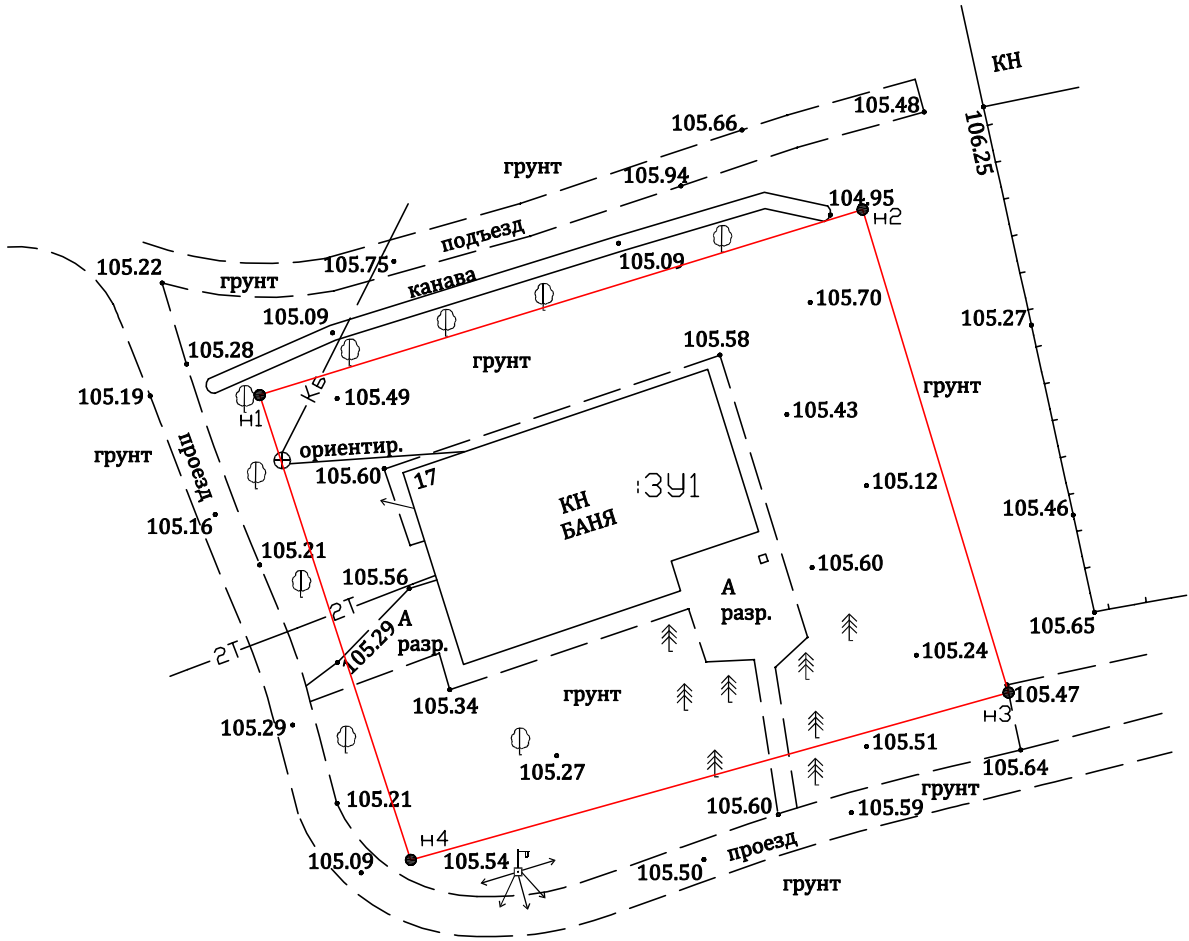 КН
105.48
106.25
105.66
грунт
105.94
104.95
н2
подъезд
105.75
105.22
грунт
канава
105.09
105.70
105.09
105.27
105.28
105.58
грунт
105.19
Кв
105.49
грунт
н1
105.43
грунт
проезд
ориентир.
105.60
17
:ЗУ1
105.12
КН
БАНЯ
105.46
105.16
105.21
105.56
105.60
2Т
А
разр.
105.29
А
разр.
105.65
2Т
105.24
105.34
грунт
105.47
н3
105.29
105.51
105.27
105.64
грунт
105.21
105.60
105.59
н4
проезд
105.09
105.54
105.50
грунт